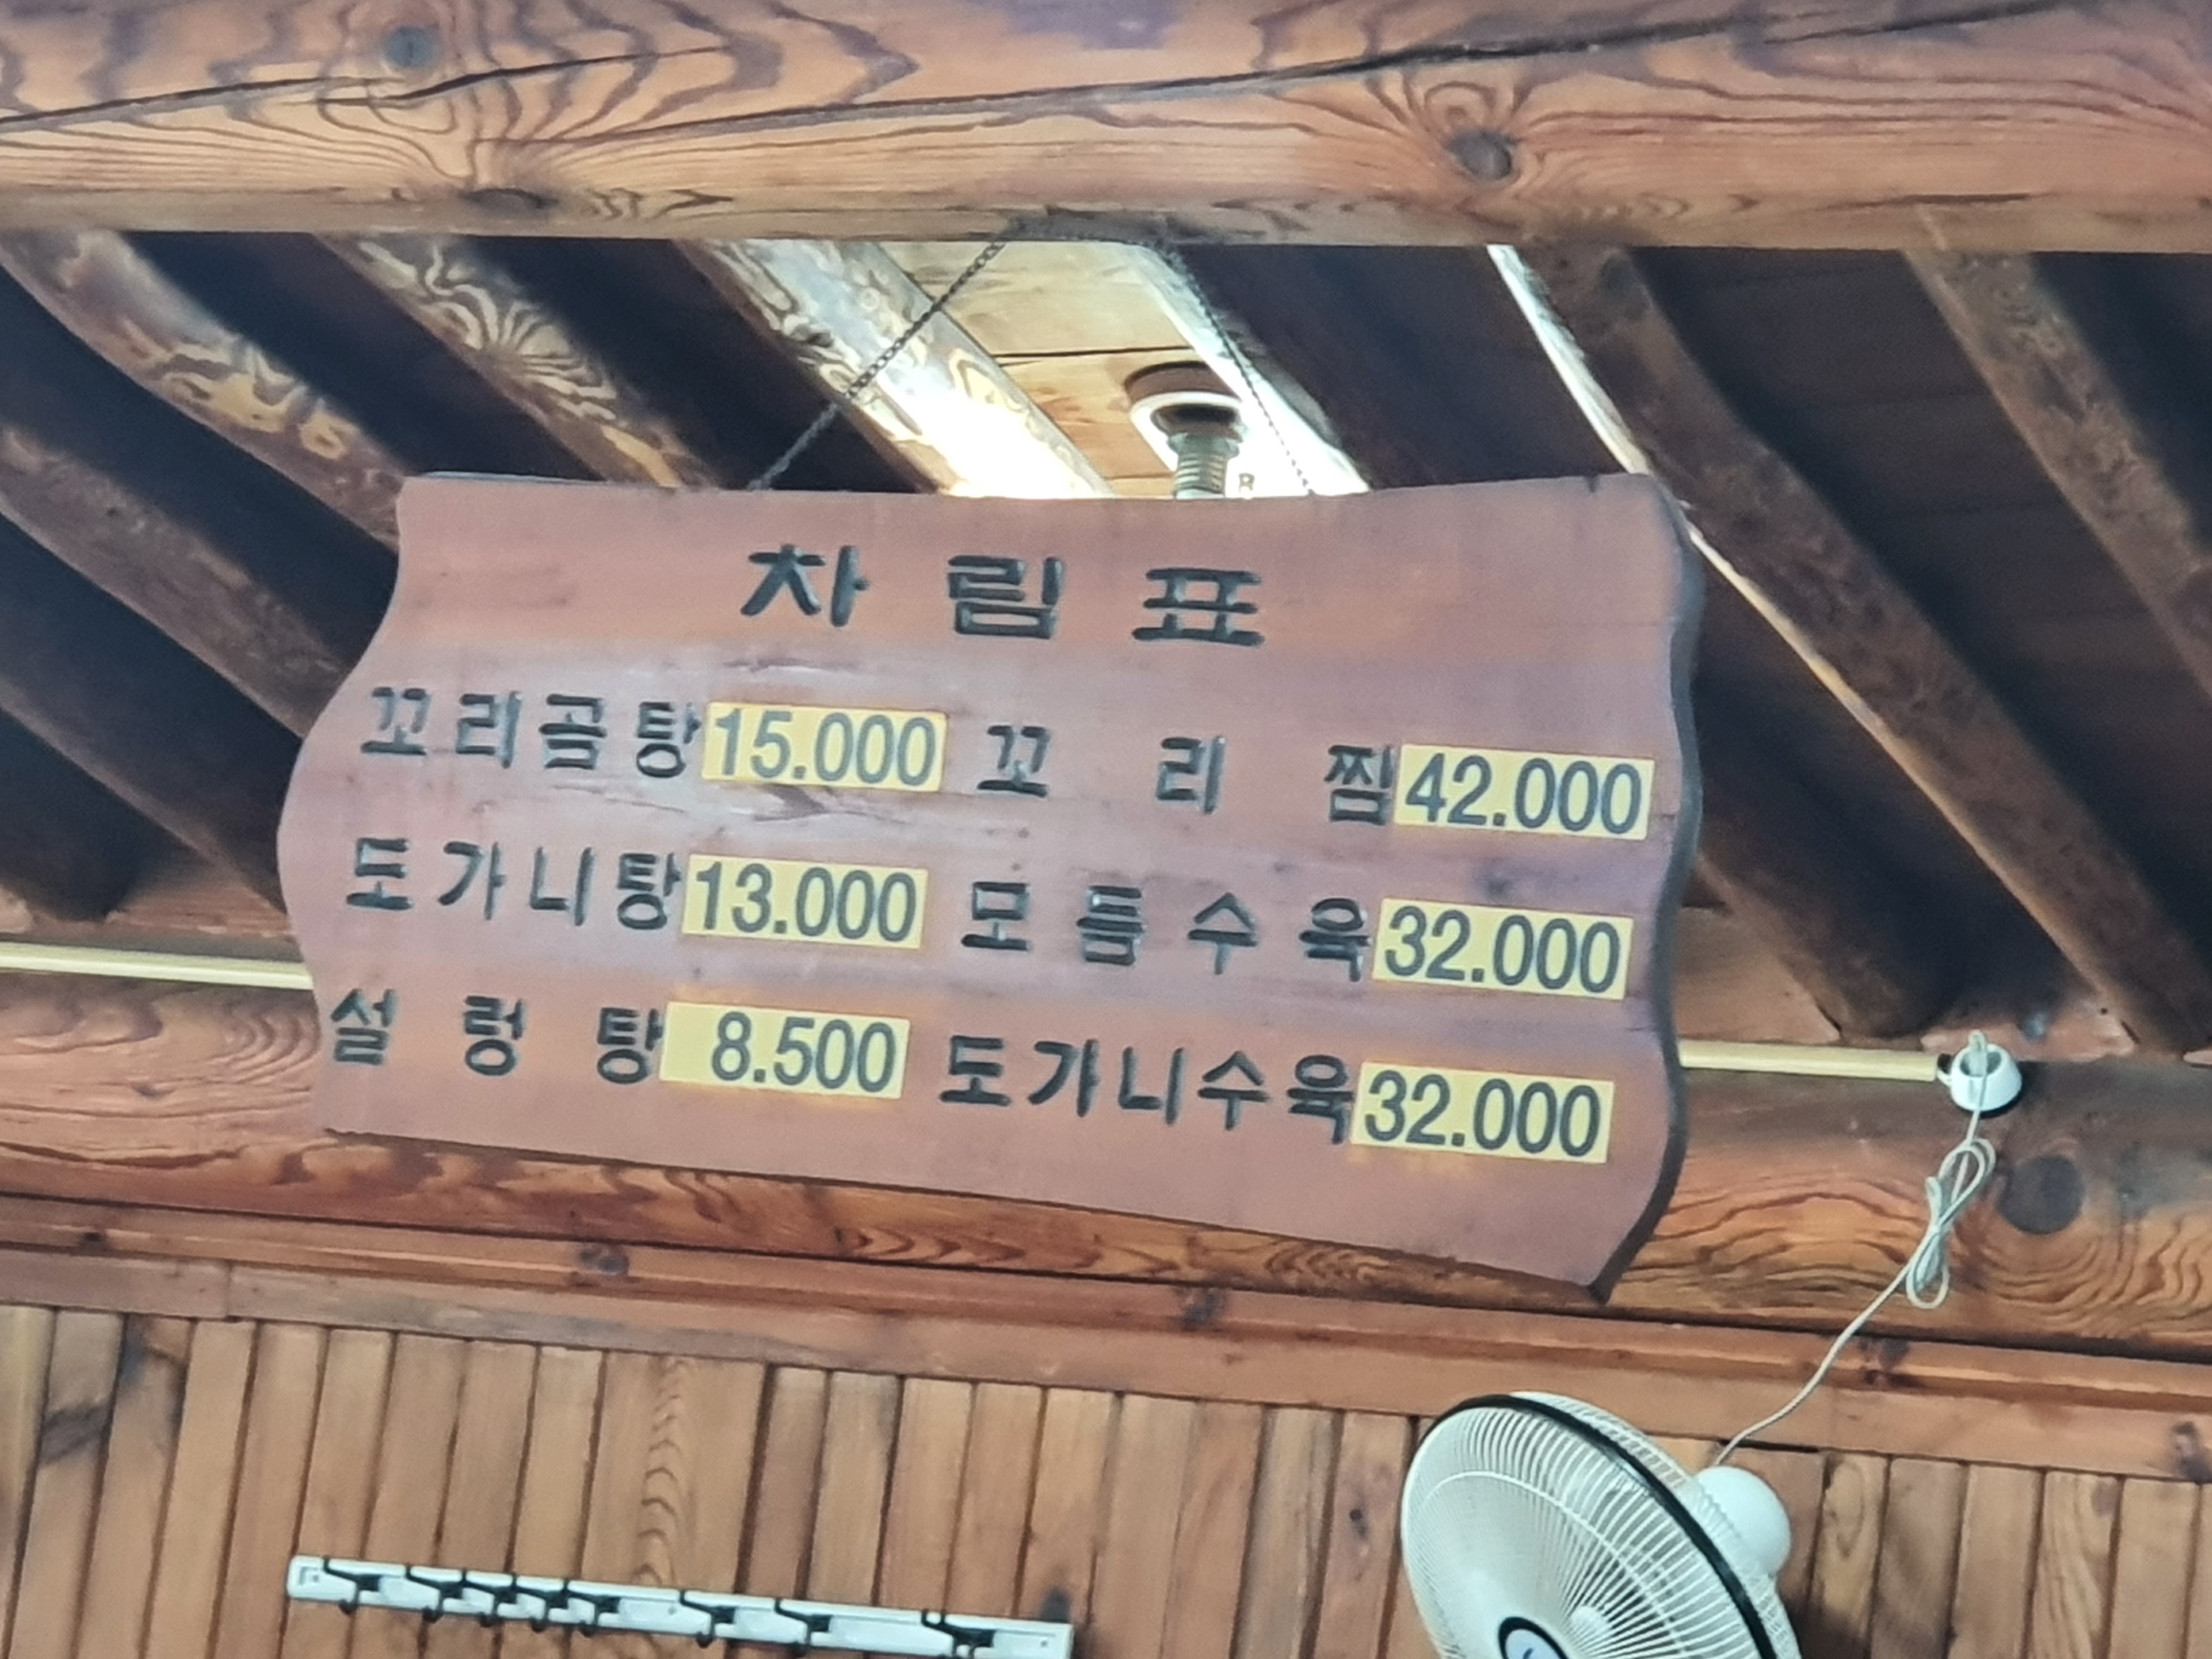 차림표
꼬리곰탕 15.000 꼬리찜 42.000
도가니탕 13.000 모듬수육 32.000
설렁탕 8.500 도가니수육 32.000